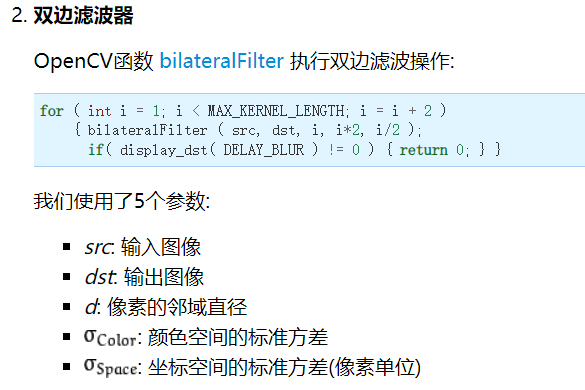 2. 双边滤波器
OpenCV函数 bilateralFilter 执行双边滤波操作:
for ( int i = 1; i < MAX_KERNEL_LENGTH; i = i + 2 )
{ bilateralFilter ( src, dst, i, i*2, i/2 );
if( display_dst( DELAY_BLUR ) != 0 ) { return 0; } }
我们使用了5个参数:
▪ src: 输入图像
▪ dst: 输出图像
▪ d: 像素的邻域直径
▪ σColor: 颜色空间的标准方差
▪ σSpace: 坐标空间的标准方差(像素单位)